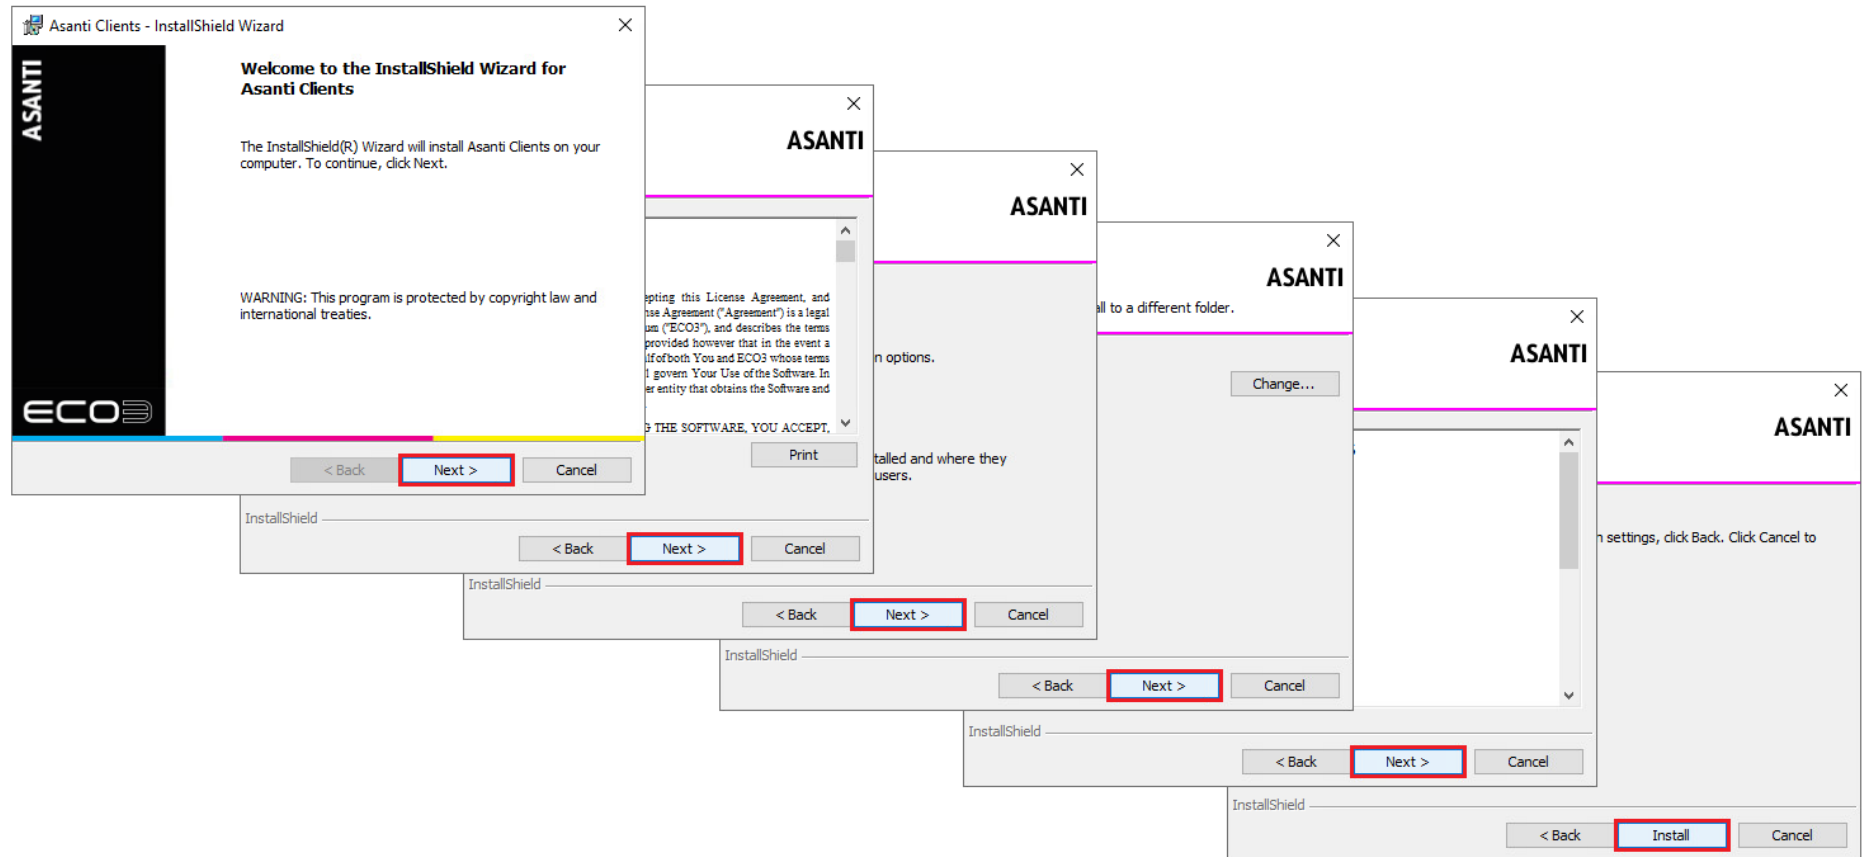 Asanti Clients - InstallShield Wizard
ASANTI
Welcome to the InstallShield Wizard for
Asanti Clients
The InstallShield(R) Wizard will install Asanti Clients on your
computer. To continue, click Next.
WARNING: This program is protected by copyright law and
international treaties.
ECO3
< Back
Next >
Cancel
ASANTI
epting this License Agreement, and
nse Agreement ("Agreement") is a legal
um ("ECO3"), and describes the terms
provided however that in the event a
lf of both You and ECO3 whose terms
l govern Your Use of the Software. In
er entity that obtains the Software and
G THE SOFTWARE, YOU ACCEPT,
Print
InstallShield
< Back
Next >
Cancel
ASANTI
n options.
talled and where they
users.
InstallShield
< Back
Next >
Cancel
ASANTI
all to a different folder.
Change...
InstallShield
< Back
Next >
Cancel
ASANTI
InstallShield
< Back
Next >
Cancel
ASANTI
n settings, click Back. Click Cancel to
InstallShield
< Back
Install
Cancel